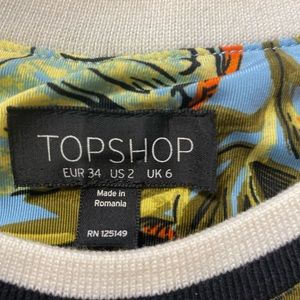 TOPSHOP
EUR 34 US 2 UK 6
Made in
Romania
RN 125149